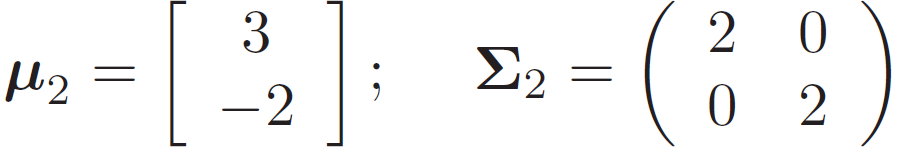 μ₂ = [ 3 −2 ] ; Σ₂ = ( 2 0 0 2 )